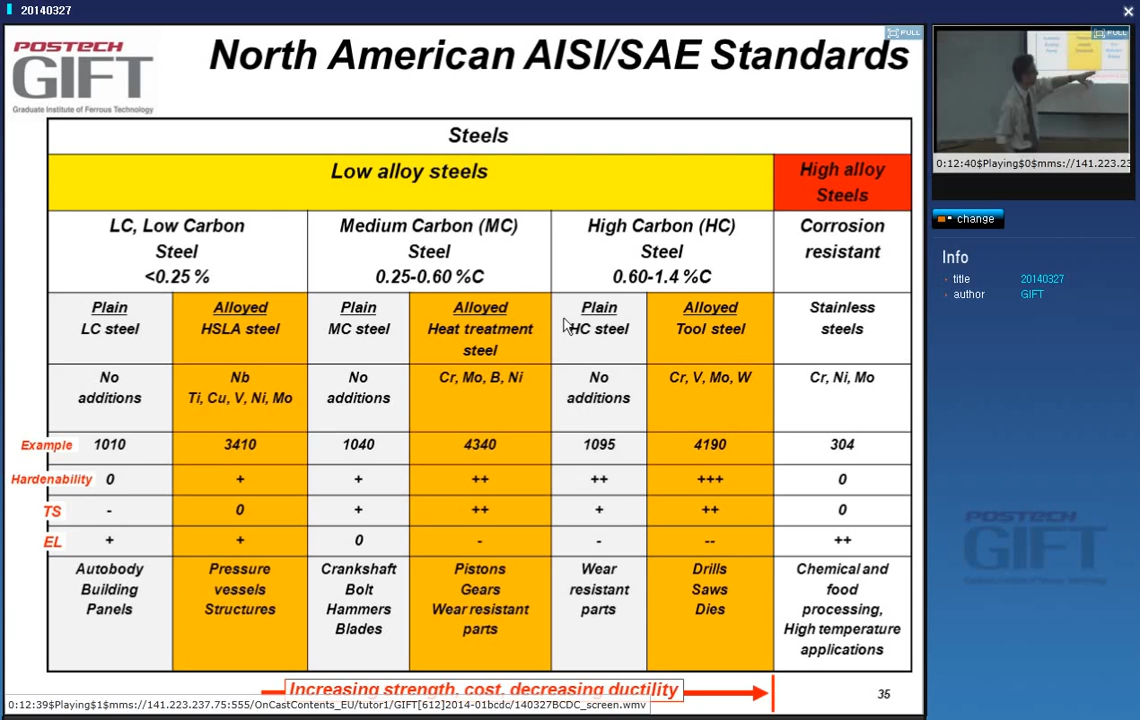 20140327
POSTECH
GIFT
Graduate Institute of Ferrous Technology
North American AISI/SAE Standards
FULL
FULL
Steels
Low alloy steels
High alloy
Steels
LC, Low Carbon
Steel
<0.25 %
Medium Carbon (MC)
Steel
0.25-0.60 %C
High Carbon (HC)
Steel
0.60-1.4 %C
Corrosion
resistant
Plain
LC steel
Alloyed
HSLA steel
Plain
MC steel
Alloyed
Heat treatment
steel
Plain
HC steel
Alloyed
Tool steel
Stainless
steels
No
additions
Nb
Ti, Cu, V, Ni, Mo
No
additions
Cr, Mo, B, Ni
No
additions
Cr, V, Mo, W
Cr, Ni, Mo
Example 1010 3410 1040 4340 1095 4190 304
Hardenability 0 + + ++ ++ +++ 0
TS - 0 + ++ + ++ 0
EL + + 0 - - -- ++
Autobody
Building
Panels
Pressure
vessels
Structures
Crankshaft
Bolt
Hammers
Blades
Pistons
Gears
Wear resistant
parts
Wear
resistant
parts
Drills
Saws
Dies
Chemical and
food
processing,
High temperature
applications
Increasing strength, cost, decreasing ductility
35
0:12:39$Playing$1$mms://141.223.237.75:555/OnCastContents_EU/tutor1/GIFT[612]2014-01bcdc/140327BCDC_screen.wmv
0:12:40$Playing$0$mms://141.223.23
change
Info
title 20140327
author GIFT
POSTECH
GIFT